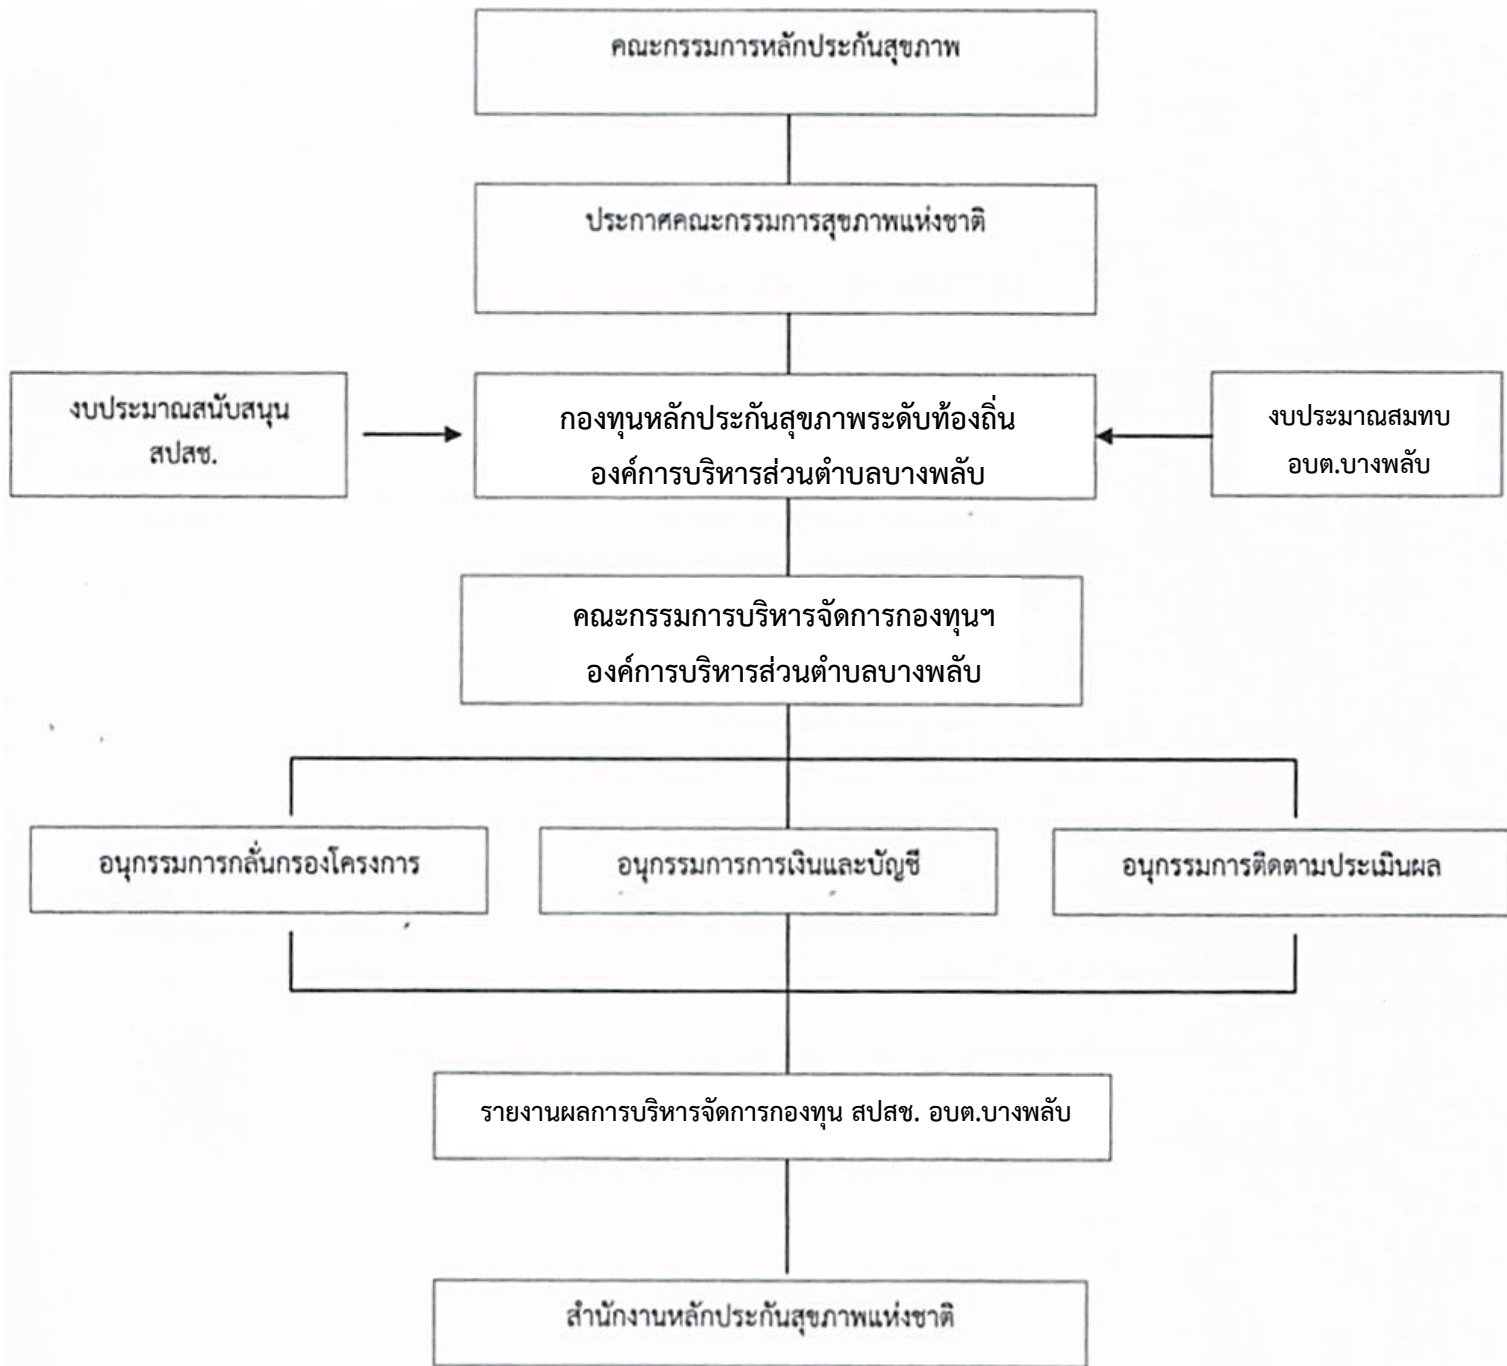 คณะกรรมการหลักประกันสุขภาพ
ประกาศคณะกรรมการสุขภาพแห่งชาติ
งบประมาณสนับสนุน
สปสช.
กองทุนหลักประกันสุขภาพระดับท้องถิ่น
องค์การบริหารส่วนตำบลบางพลับ
งบประมาณสมทบ
อบต.บางพลับ
คณะกรรมการบริหารจัดการกองทุนฯ
องค์การบริหารส่วนตำบลบางพลับ
อนุกรรมการกลั่นกรองโครงการ
อนุกรรมการการเงินและบัญชี
อนุกรรมการติดตามประเมินผล
รายงานผลการบริหารจัดการกองทุน สปสช. อบต.บางพลับ
สำนักงานหลักประกันสุขภาพแห่งชาติ